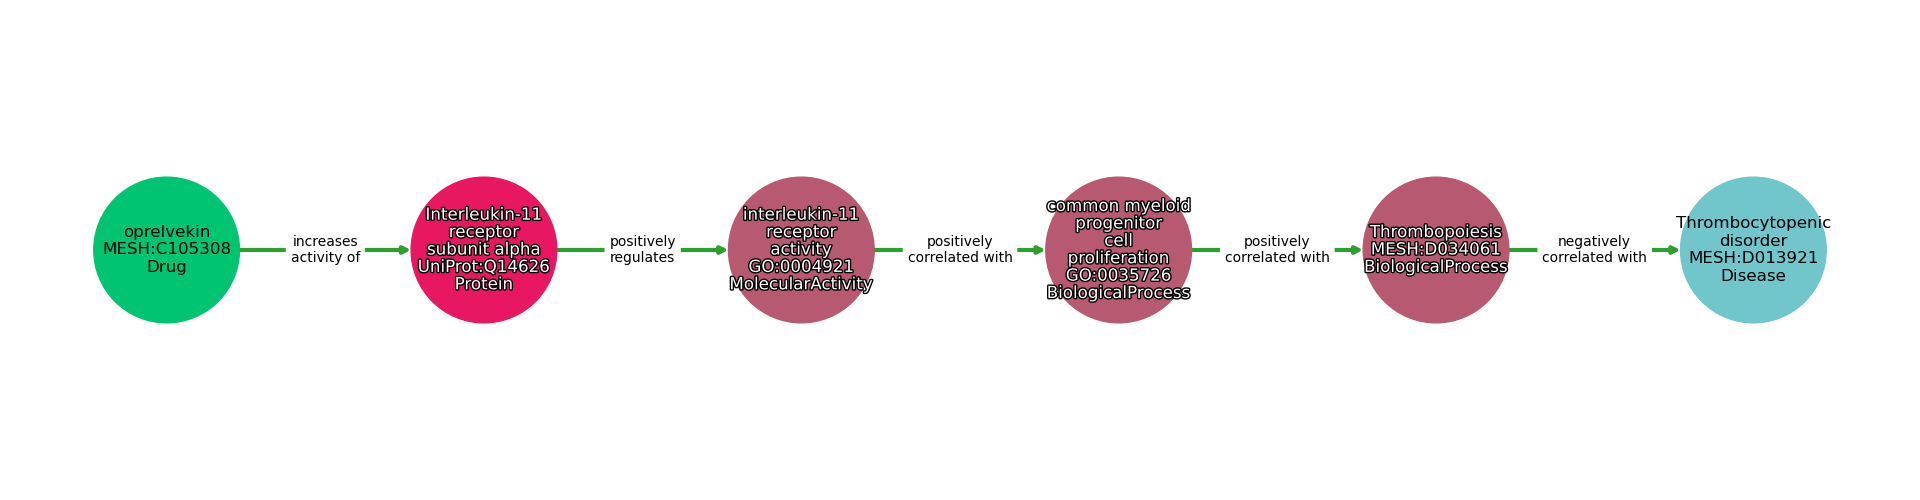 oprelvekin
MESH:C105308
Drug
increases
activity of
Interleukin-11
receptor
subunit alpha
UniProt:Q14626
Protein
positively
regulates
interleukin-11
receptor
activity
GO:0004921
MolecularActivity
positively
correlated with
common myeloid
progenitor
cell
proliferation
GO:0035726
BiologicalProcess
positively
correlated with
Thrombopoiesis
MESH:D034061
BiologicalProcess
negatively
correlated with
Thrombocytopenic
disorder
MESH:D013921
Disease